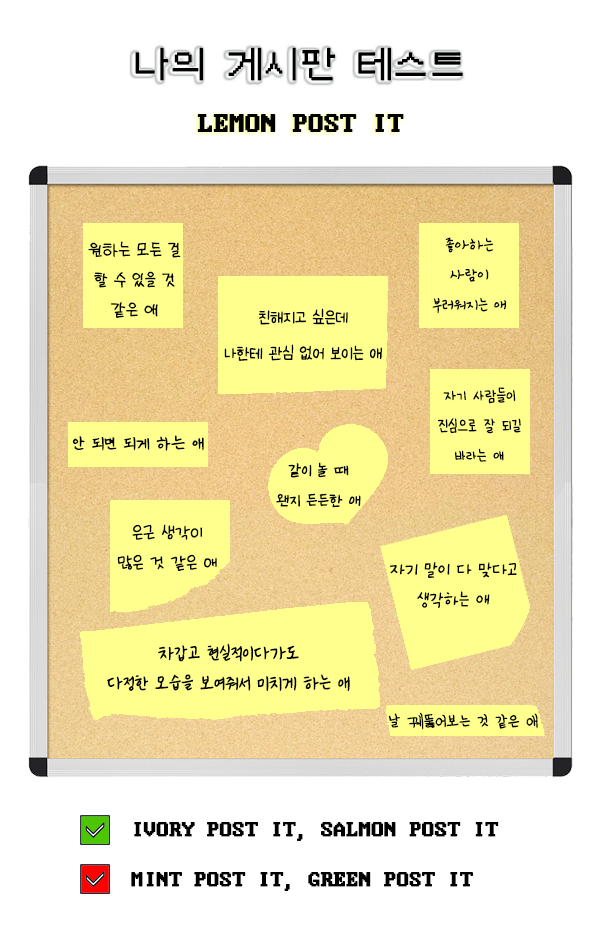 나의 게시판 테스트
LEMON POST IT
원하는 모든 걸
할 수 있을 것
같은 애
좋아하는
사람이
부러워지는 애
친해지고 싶은데
나한테 관심 없어 보이는 애
자기 사람들이
진심으로 잘 되길
바라는 애
안 되면 되게 하는 애
같이 놀 때
왠지 든든한 애
은근 생각이
많은 것 같은 애
자기 말이 다 맞다고
생각하는 애
차갑고 현실적이다가도
다정한 모습을 보여줘서 미치게 하는 애
날 꿰뚫어보는 것 같은 애
IVORY POST IT, SALMON POST IT
MINT POST IT, GREEN POST IT